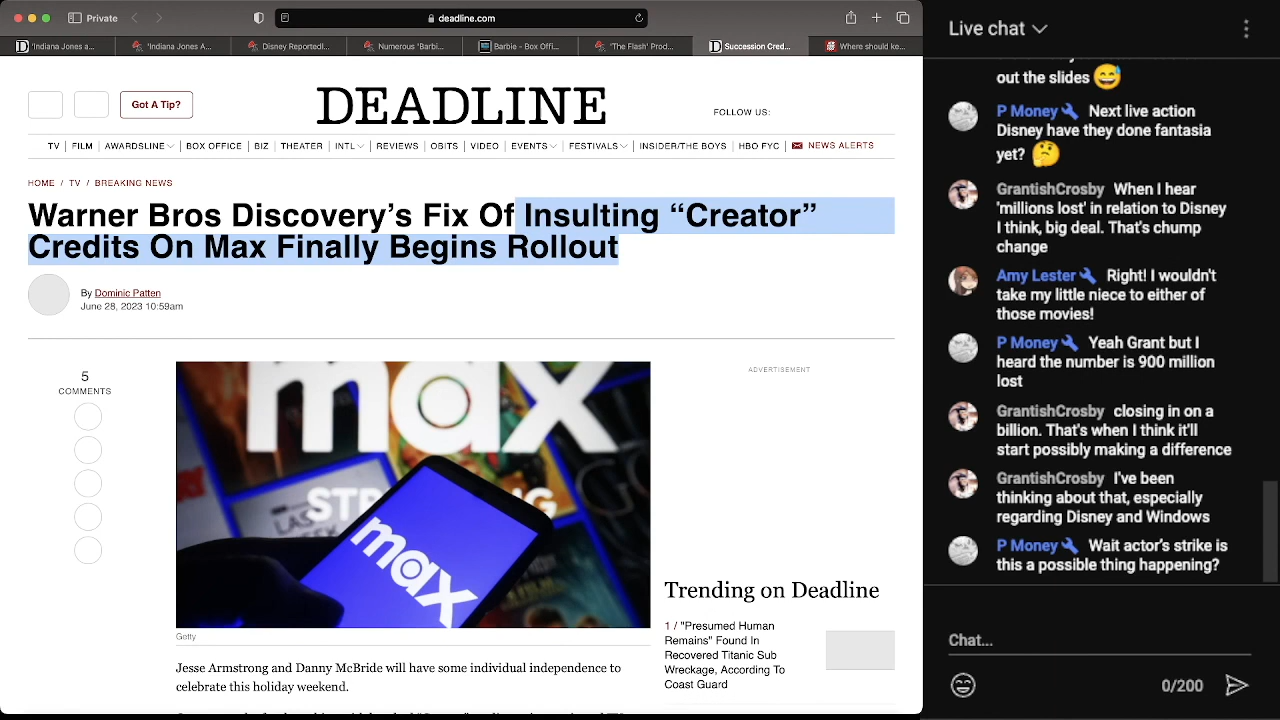 Private
deadline.com
'Indiana Jones a...
'Indiana Jones A...
Disney Reportedl...
Numerous 'Barbi...
Barbie - Box Offi...
'The Flash' Prod...
Succession Cred...
Where should ke...
Got A Tip?
DEADLINE
FOLLOW US:
TV
FILM
AWARDSLINE
BOX OFFICE
BIZ
THEATER
INTL
REVIEWS
OBITS
VIDEO
EVENTS
FESTIVALS
INSIDER/THE BOYS
HBO FYC
NEWS ALERTS
HOME / TV / BREAKING NEWS
Warner Bros Discovery's Fix Of Insulting “Creator”
Credits On Max Finally Begins Rollout
By Dominic Patten
June 28, 2023 10:59am
5
COMMENTS
max
max
Getty
Jesse Armstrong and Danny McBride will have some individual independence to
celebrate this holiday weekend.
ADVERTISEMENT
Trending on Deadline
1 / "Presumed Human
Remains" Found In
Recovered Titanic Sub
Wreckage, According To
Coast Guard
Live chat
out the slides 😅
P Money Next live action
Disney have they done fantasia
yet? 🤔
GrantishCrosby When I hear
'millions lost' in relation to Disney
I think, big deal. That's chump
change
Amy Lester Right! I wouldn't
take my little niece to either of
those movies!
P Money Yeah Grant but I
heard the number is 900 million
lost
GrantishCrosby closing in on a
billion. That's when I think it'll
start possibly making a difference
GrantishCrosby I've been
thinking about that, especially
regarding Disney and Windows
P Money Wait actor's strike is
this a possible thing happening?
Chat...
0/200